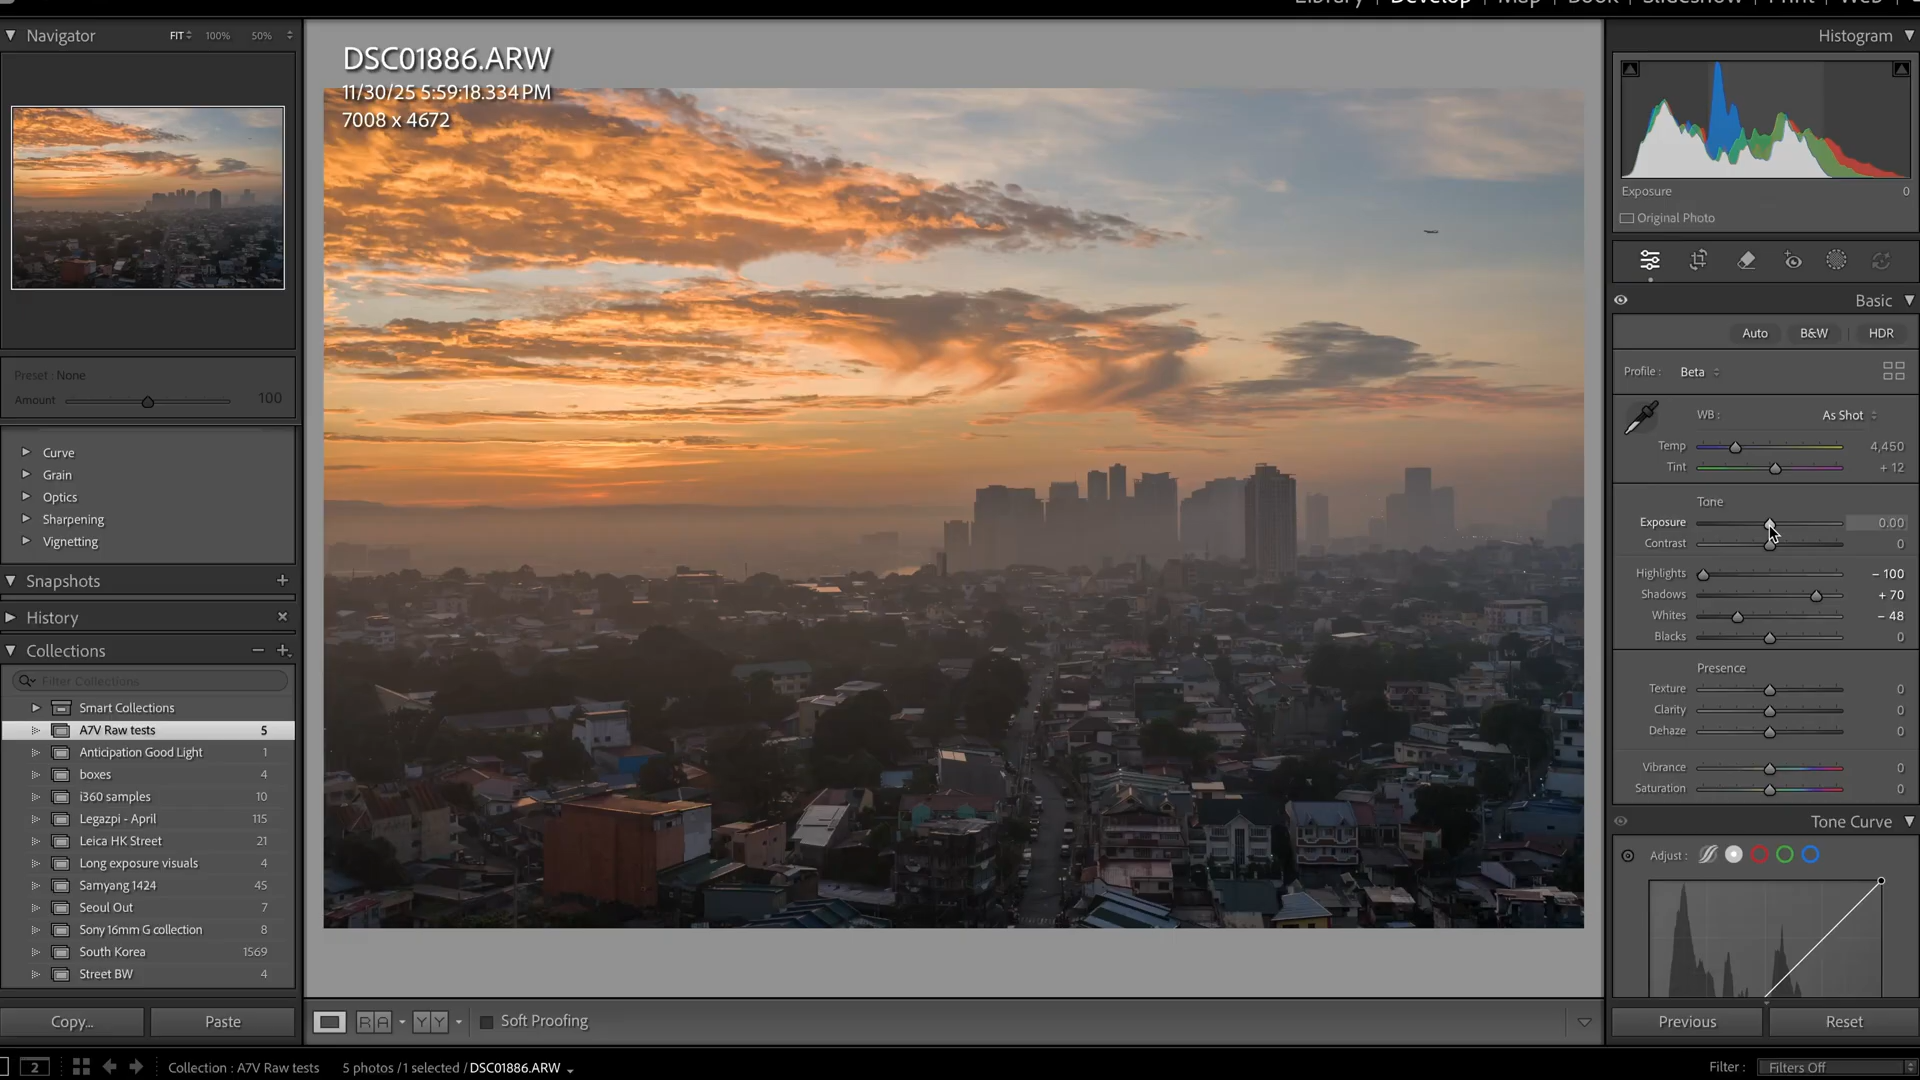 Library | Develop | Map | Book | Slideshow | Print | Web
Navigator FIT 100% 50%
Preset : None
Amount 100
Curve
Grain
Optics
Sharpening
Vignetting
Snapshots +
History
Collections − +
Filter Collections
Smart Collections
A7V Raw tests 5
Anticipation Good Light 1
boxes 4
i360 samples 10
Legazpi - April 115
Leica HK Street 21
Long exposure visuals 4
Samyang 1424 45
Seoul Out 7
Sony 16mm G collection 8
South Korea 1569
Street BW 4
Copy... Paste
DSC01886.ARW
11/30/25 5:59:18.334 PM
7008 x 4672
R A Y Y Soft Proofing
Histogram
Exposure 0
Original Photo
Basic
Auto B&W HDR
Profile : Beta
WB : As Shot
Temp 4,450
Tint + 12
Tone
Exposure 0.00
Contrast 0
Highlights − 100
Shadows + 70
Whites − 48
Blacks 0
Presence
Texture 0
Clarity 0
Dehaze 0
Vibrance 0
Saturation 0
Tone Curve
Adjust :
Previous Reset
2 Collection : A7V Raw tests 5 photos / 1 selected / DSC01886.ARW Filter : Filters Off